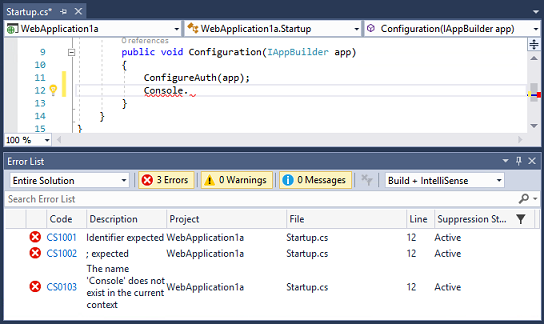 Startup.cs*
WebApplication1a WebApplication1a.Startup Configuration(IAppBuilder app)
0 references
9 public void Configuration(IAppBuilder app)
10 {
11 ConfigureAuth(app);
12 Console.
13 }
14 }
15 }
100 %
Error List
Entire Solution 3 Errors 0 Warnings 0 Messages Build + IntelliSense
Search Error List
Code Description Project File Line Suppression St...
CS1001 Identifier expected WebApplication1a Startup.cs 12 Active
CS1002 ; expected WebApplication1a Startup.cs 12 Active
The name
'Console' does not
CS0103 exist in the current WebApplication1a Startup.cs 12 Active
context